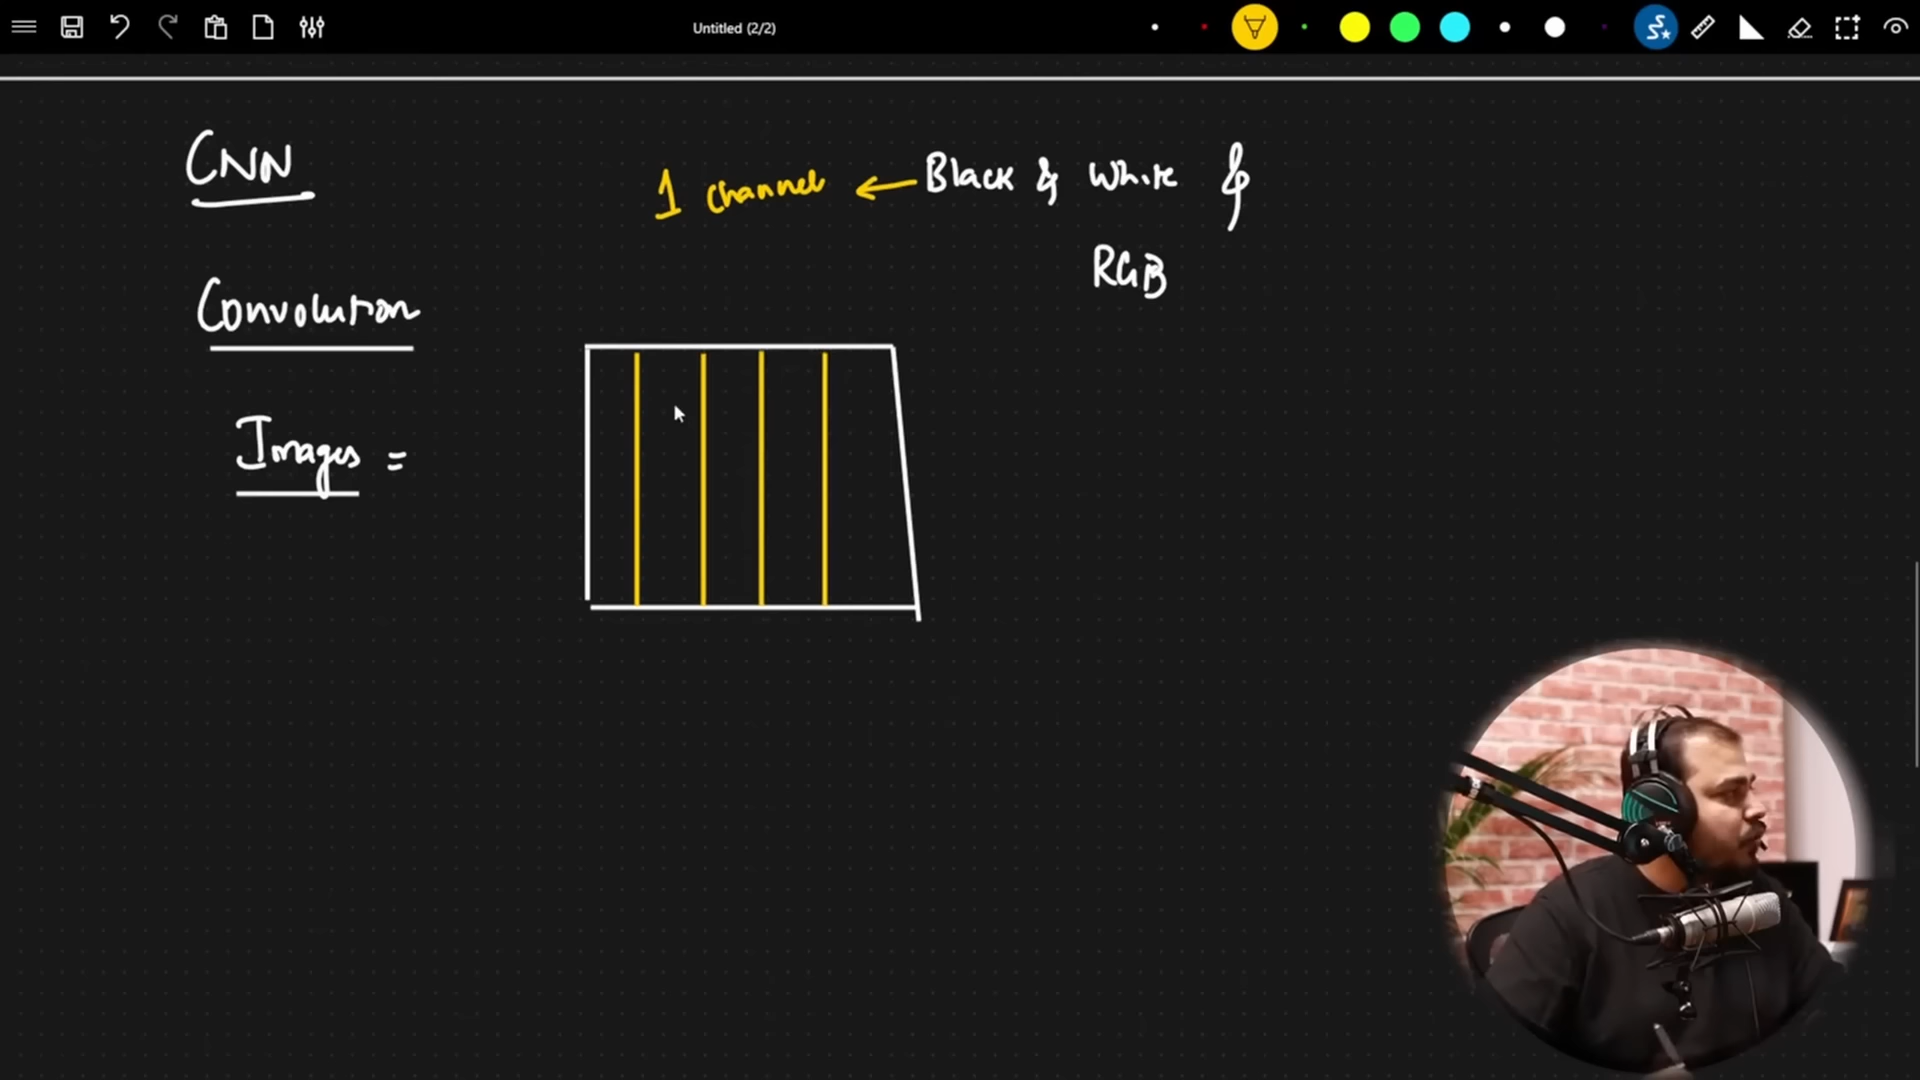 Untitled (2/2)
CNN
1 channel ← Black & White &
RGB
Convolution
Images =